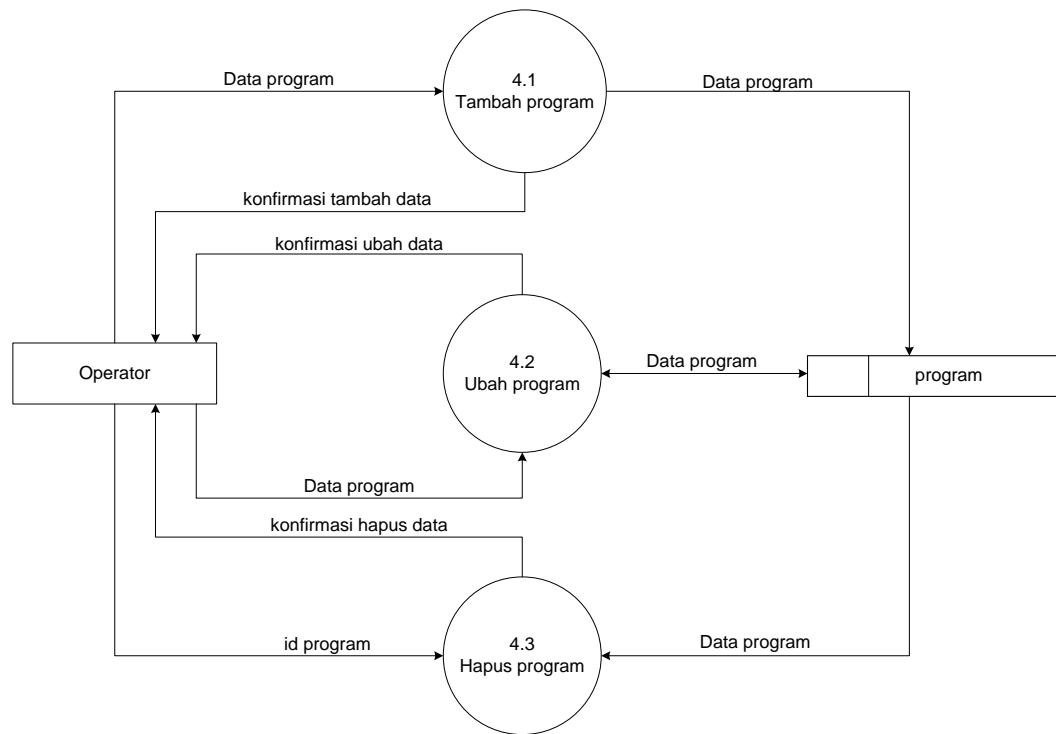 Data program
4.1
Tambah program
Data program
konfirmasi tambah data
konfirmasi ubah data
Operator
4.2
Ubah program
Data program
program
Data program
konfirmasi hapus data
id program
4.3
Hapus program
Data program